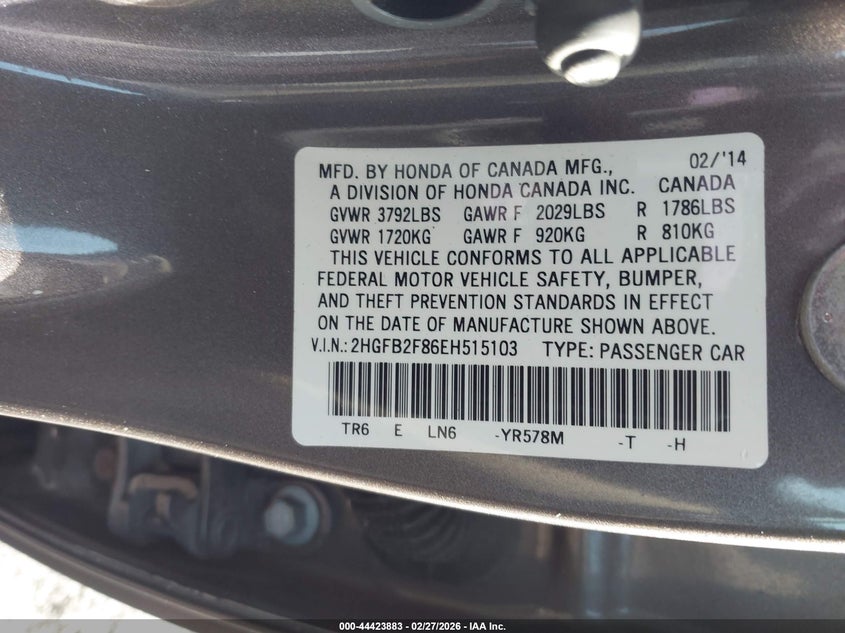 MFD. BY HONDA OF CANADA MFG., 02/'14
A DIVISION OF HONDA CANADA INC. CANADA
GVWR 3792LBS GAWR F 2029LBS R 1786LBS
GVWR 1720KG GAWR F 920KG R 810KG
THIS VEHICLE CONFORMS TO ALL APPLICABLE
FEDERAL MOTOR VEHICLE SAFETY, BUMPER,
AND THEFT PREVENTION STANDARDS IN EFFECT
ON THE DATE OF MANUFACTURE SHOWN ABOVE.
V.I.N.: 2HGFB2F86EH515103 TYPE: PASSENGER CAR
TR6 E LN6 -YR578M -T -H
000-44423883 - 02/27/2026 - IAA Inc.